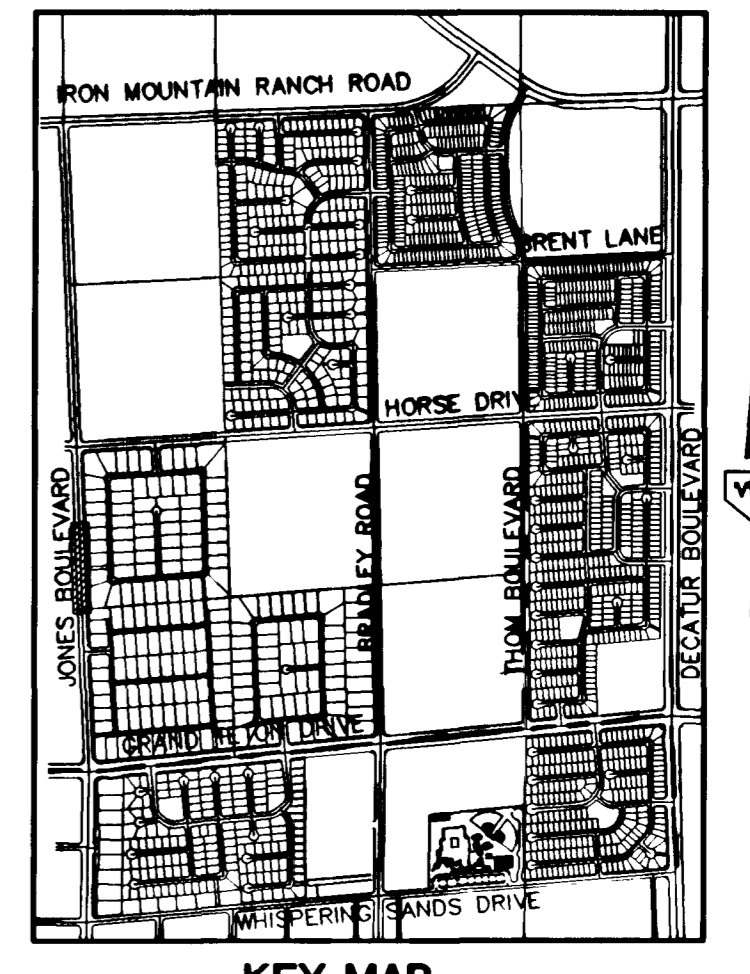 IRON MOUNTAIN RANCH ROAD
BRENT LANE
HORSE DRIVE
JONES BOULEVARD
BRADLEY ROAD
THOM BOULEVARD
DECATUR BOULEVARD
GRAND TETON DRIVE
WHISPERING SANDS DRIVE
KEY MAP